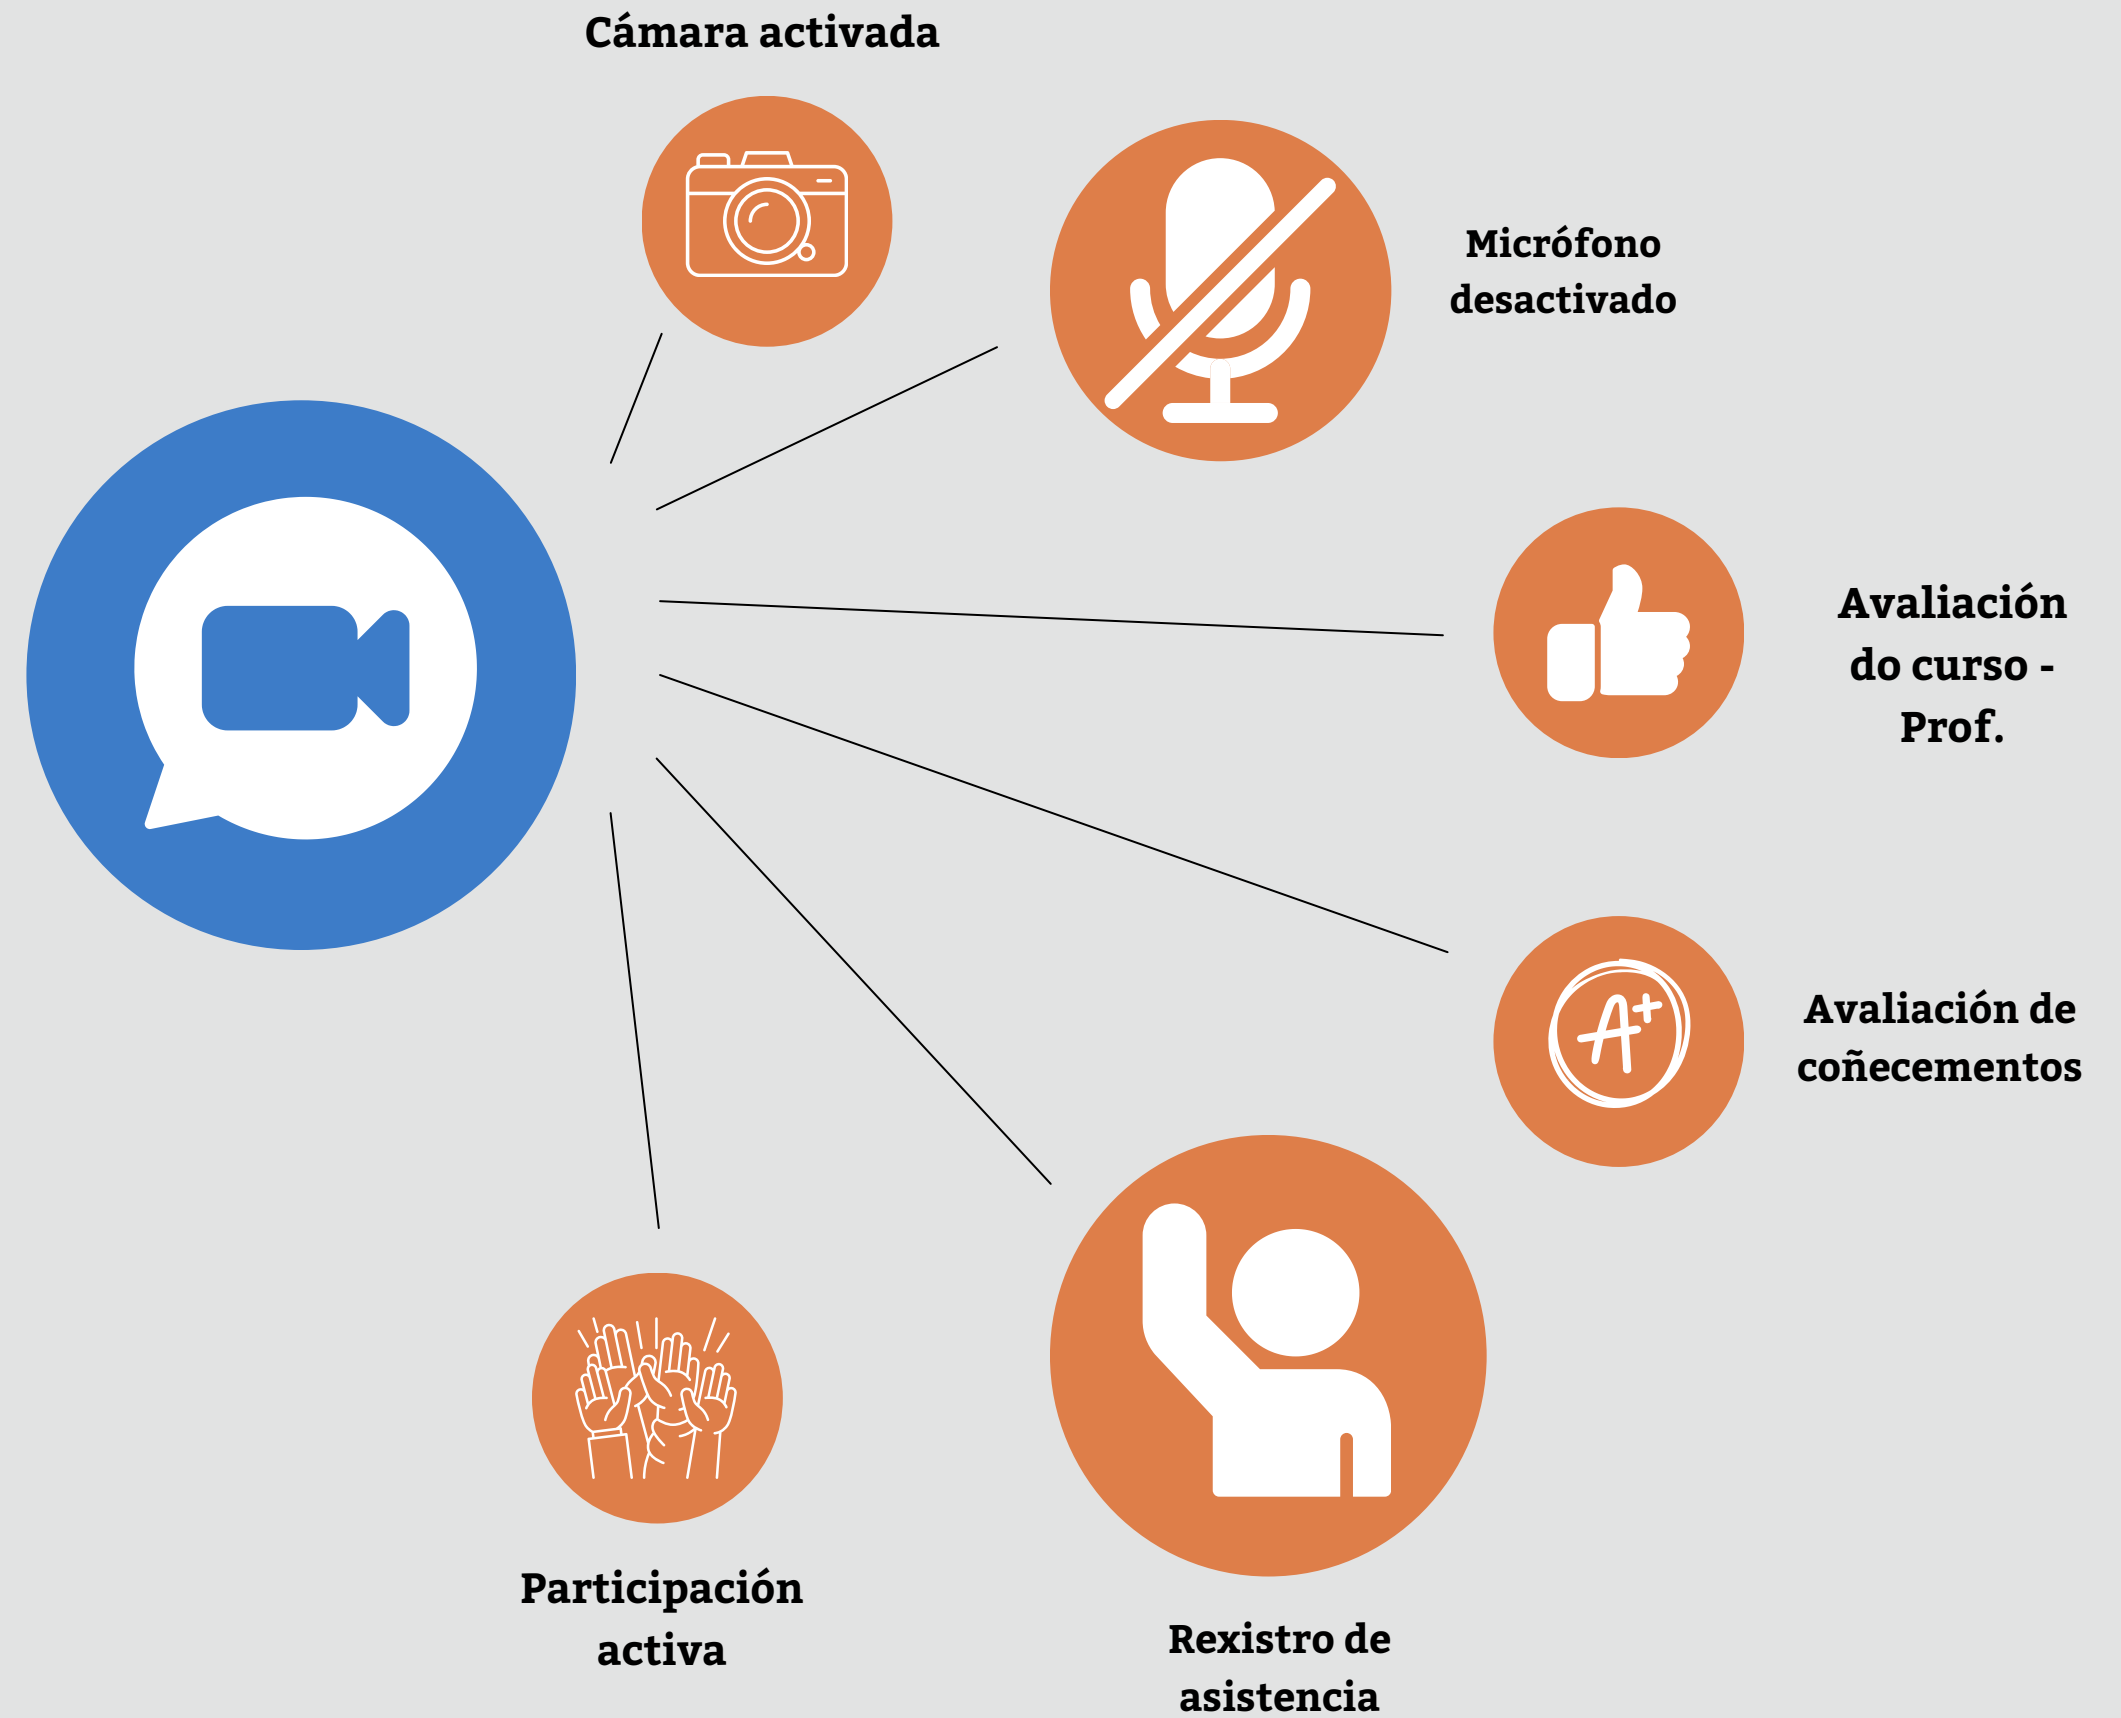 Cámara activada
Micrófono
desactivado
Avaliación
do curso -
Prof.
A+
Avaliación de
coñecementos
Participación
activa
Rexistro de
asistencia